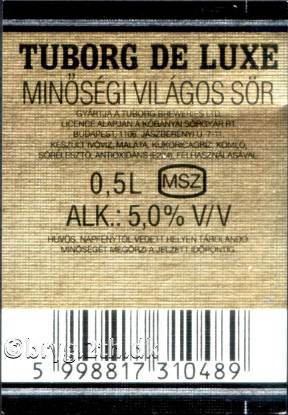 TUBORG DE LUXE
MINŐSÉGI VILÁGOS SÖR
GYÁRTJA A TUBORG BREWERIES LTD.
LICENCE ALAPJÁN A KŐBÁNYAI SÖRGYÁR RT.
BUDAPEST, 1106. JÁSZBERÉNYI U. 7-11.
KÉSZÜLT IVÓVÍZ, MALÁTA, KUKORICAGRÍZ, KOMLÓ,
SÖRÉLESZTŐ, ANTIOXIDÁNS FELHASZNÁLÁSÁVAL
0,5L MSZ
ALK.: 5,0% V/V
HŰVÖS, NAPFÉNYTŐL VÉDETT HELYEN TÁROLANDÓ
MINŐSÉGÉT MEGŐRZI A JELZETT IDŐPONTIG.
© bryg
5 998817 310489